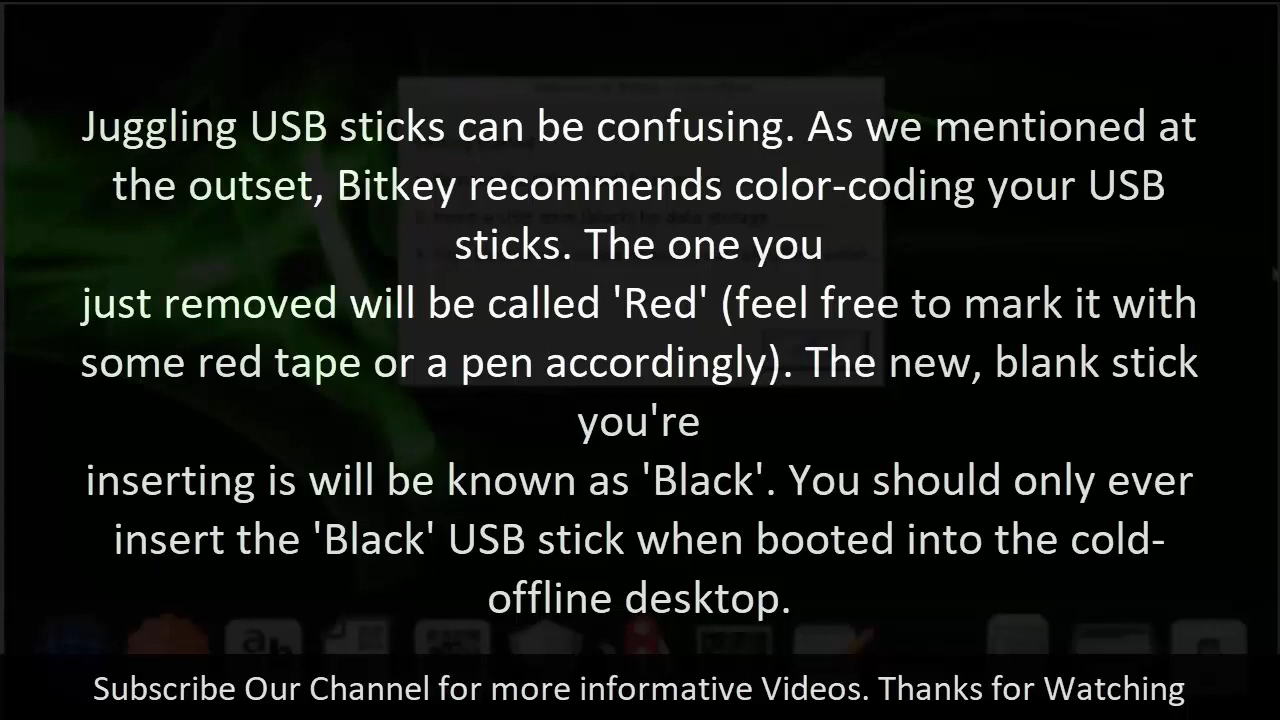 Juggling USB sticks can be confusing. As we mentioned at
the outset, Bitkey recommends color-coding your USB
sticks. The one you
just removed will be called 'Red' (feel free to mark it with
some red tape or a pen accordingly). The new, blank stick
you're
inserting is will be known as 'Black'. You should only ever
insert the 'Black' USB stick when booted into the cold-
offline desktop.
Subscribe Our Channel for more informative Videos. Thanks for Watching